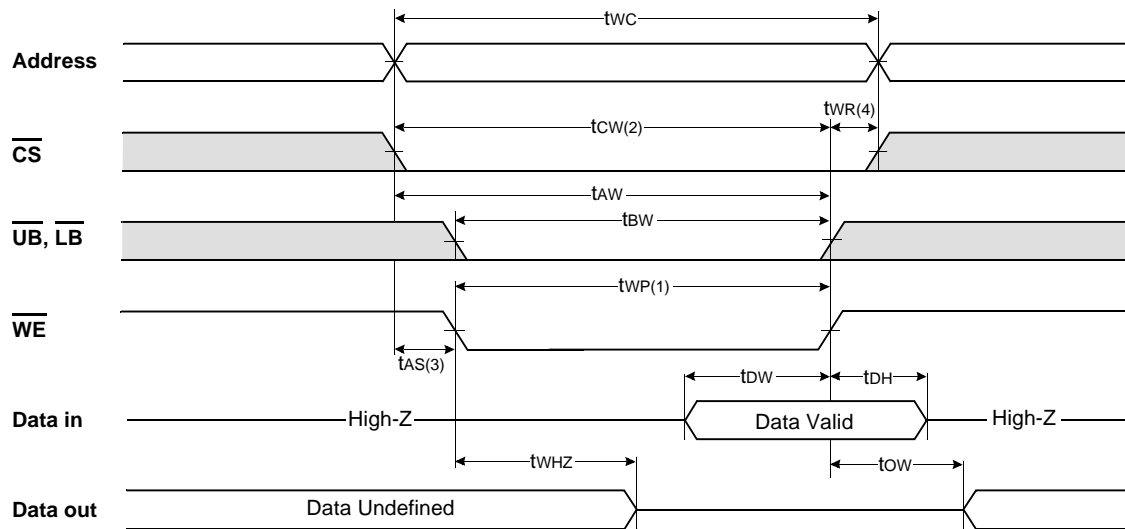 tWC
Address
tWR(4)
tCW(2)
CS
tAW
tBW
UB, LB
tWP(1)
WE
tAS(3)
tDW
tDH
Data in
High-Z
Data Valid
High-Z
tWHZ
tOW
Data out
Data Undefined